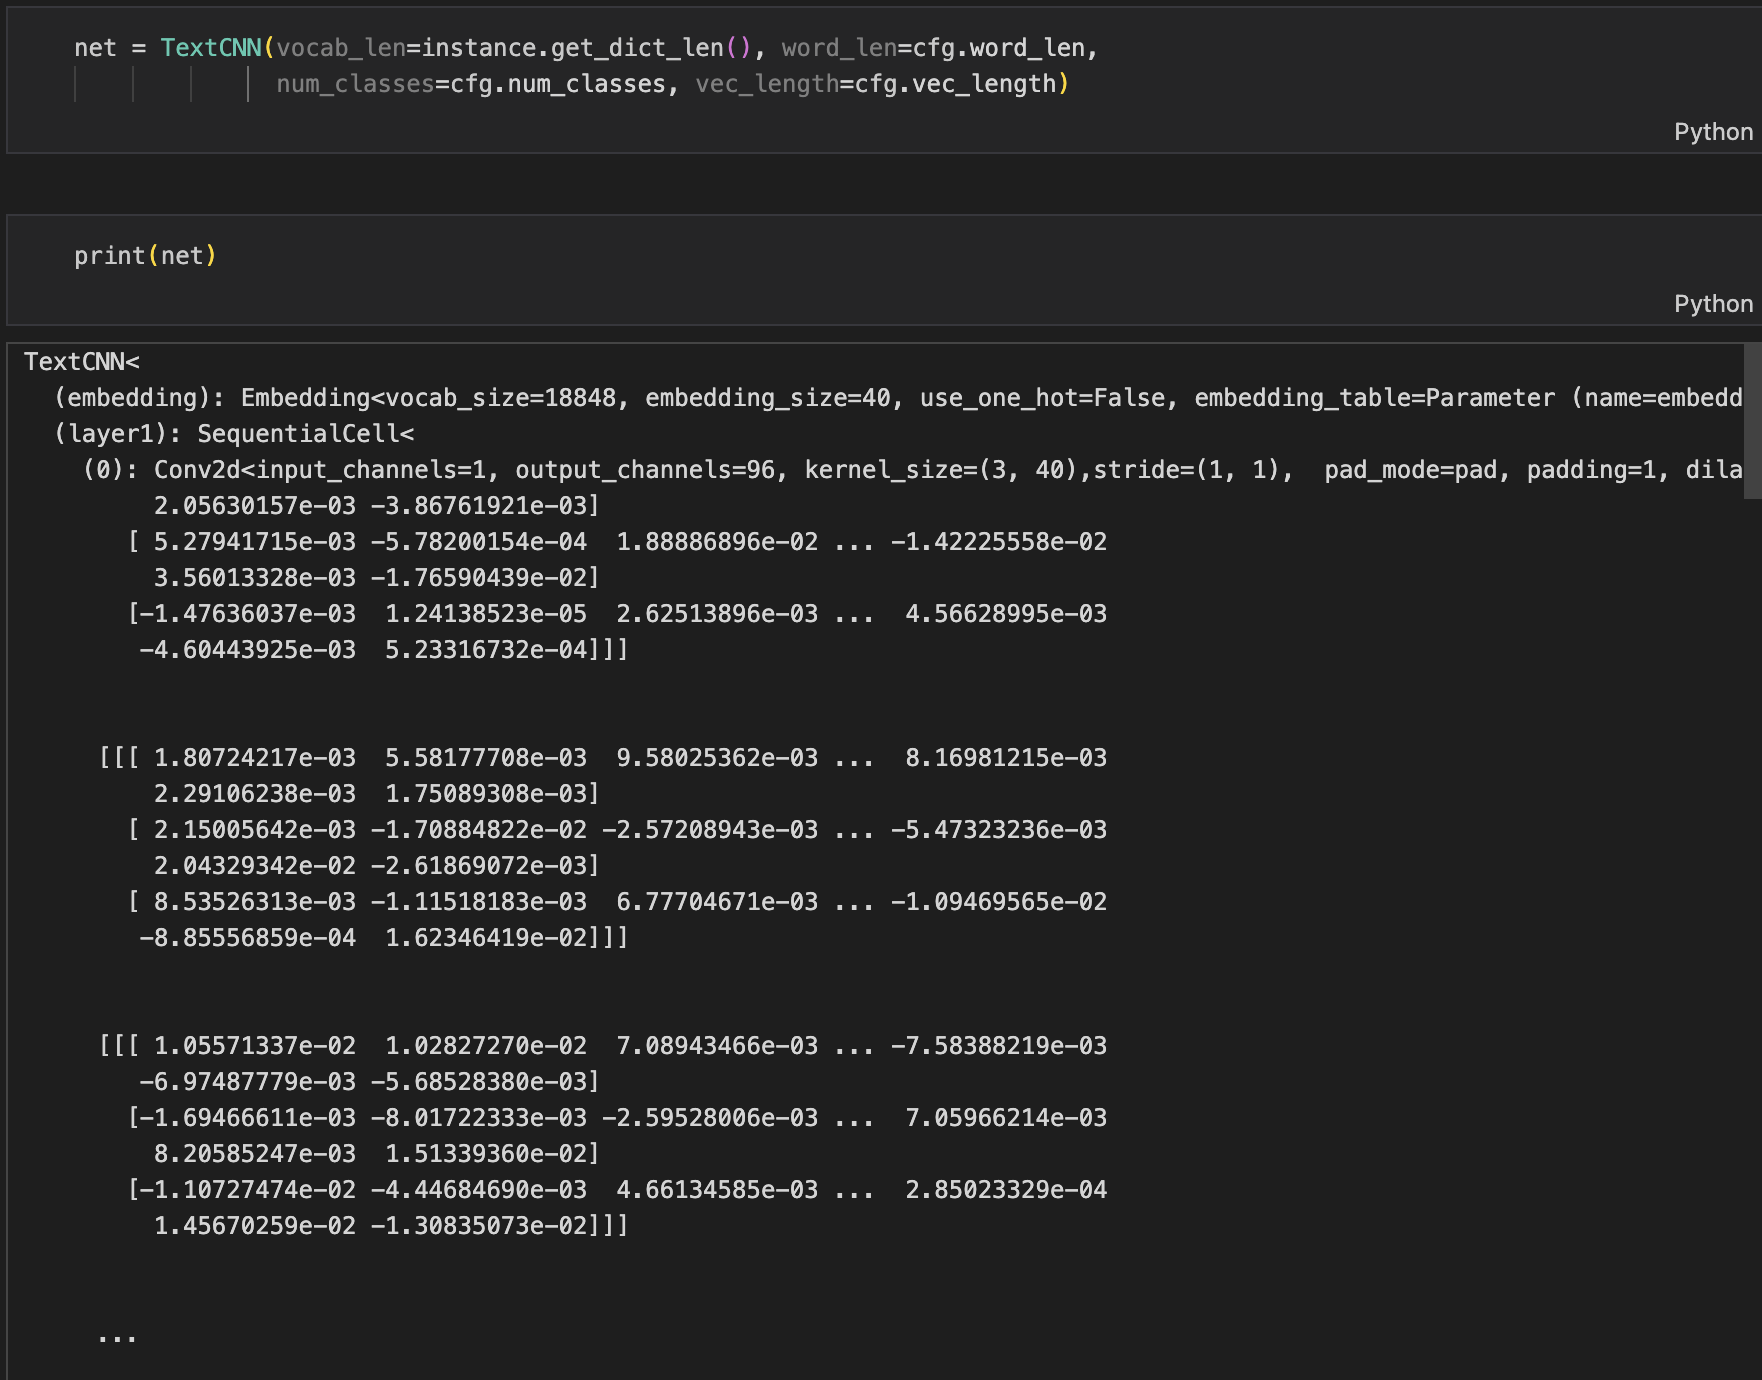 net = TextCNN(vocab_len=instance.get_dict_len(), word_len=cfg.word_len,
num_classes=cfg.num_classes, vec_length=cfg.vec_length)
Python
print(net)
Python
TextCNN<
(embedding): Embedding<vocab_size=18848, embedding_size=40, use_one_hot=False, embedding_table=Parameter (name=embedd
(layer1): SequentialCell<
(0): Conv2d<input_channels=1, output_channels=96, kernel_size=(3, 40),stride=(1, 1),  pad_mode=pad, padding=1, dila
2.05630157e-03 -3.86761921e-03]
[ 5.27941715e-03 -5.78200154e-04  1.88886896e-02 ... -1.42225558e-02
3.56013328e-03 -1.76590439e-02]
[-1.47636037e-03  1.24138523e-05  2.62513896e-03 ...  4.56628995e-03
-4.60443925e-03  5.23316732e-04]]]
[[[ 1.80724217e-03  5.58177708e-03  9.58025362e-03 ...  8.16981215e-03
2.29106238e-03  1.75089308e-03]
[ 2.15005642e-03 -1.70884822e-02 -2.57208943e-03 ... -5.47323236e-03
2.04329342e-02 -2.61869072e-03]
[ 8.53526313e-03 -1.11518183e-03  6.77704671e-03 ... -1.09469565e-02
-8.85556859e-04  1.62346419e-02]]]
[[[ 1.05571337e-02  1.02827270e-02  7.08943466e-03 ... -7.58388219e-03
-6.97487779e-03 -5.68528380e-03]
[-1.69466611e-03 -8.01722333e-03 -2.59528006e-03 ...  7.05966214e-03
8.20585247e-03  1.51339360e-02]
[-1.10727474e-02 -4.44684690e-03  4.66134585e-03 ...  2.85023329e-04
1.45670259e-02 -1.30835073e-02]]]
...